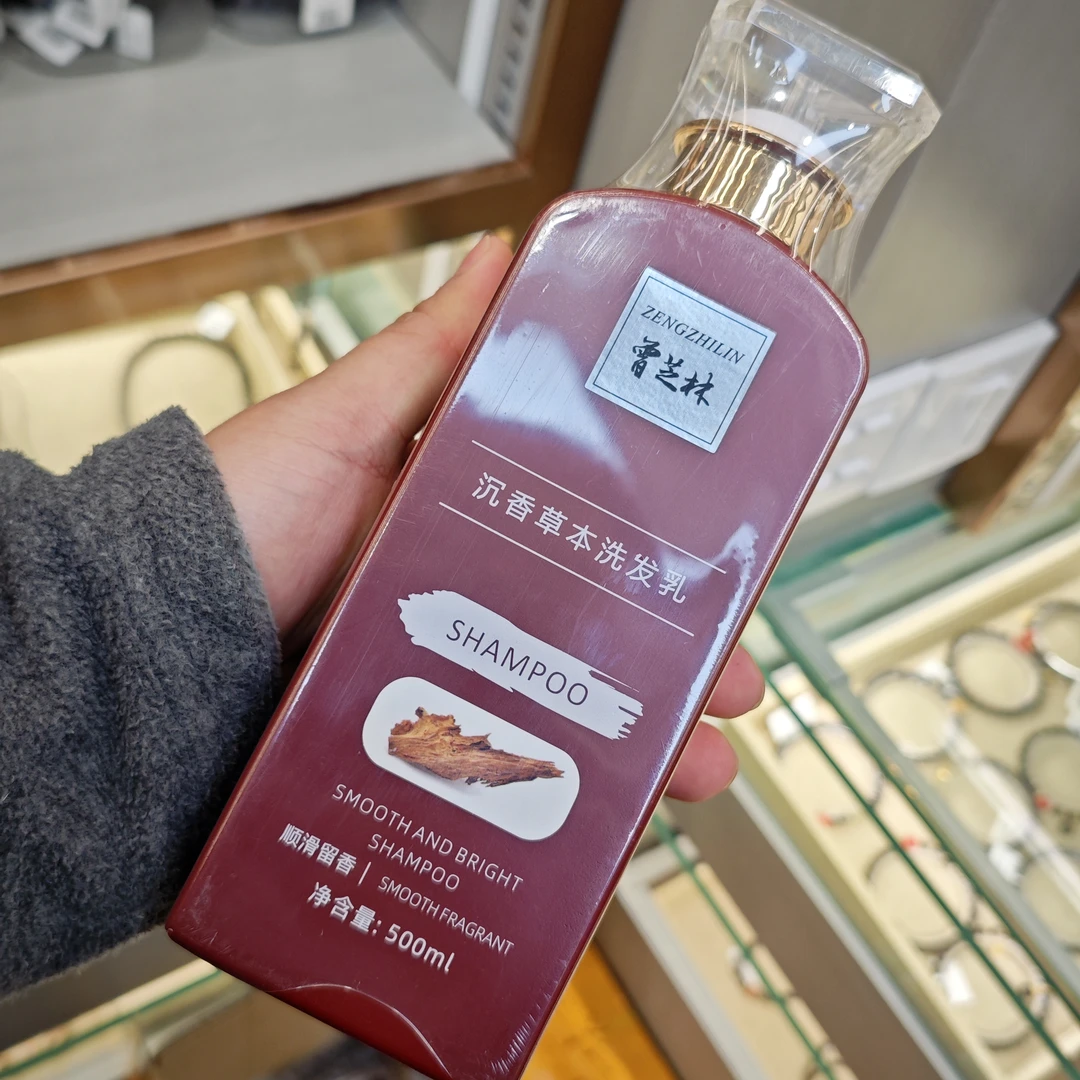 ZENGZHILIN
曾芝林
沉香草本洗发乳
SHAMPOO
SMOOTH AND BRIGHT
SHAMPOO
顺滑留香 | SMOOTH FRAGRANT
净含量: 500ml